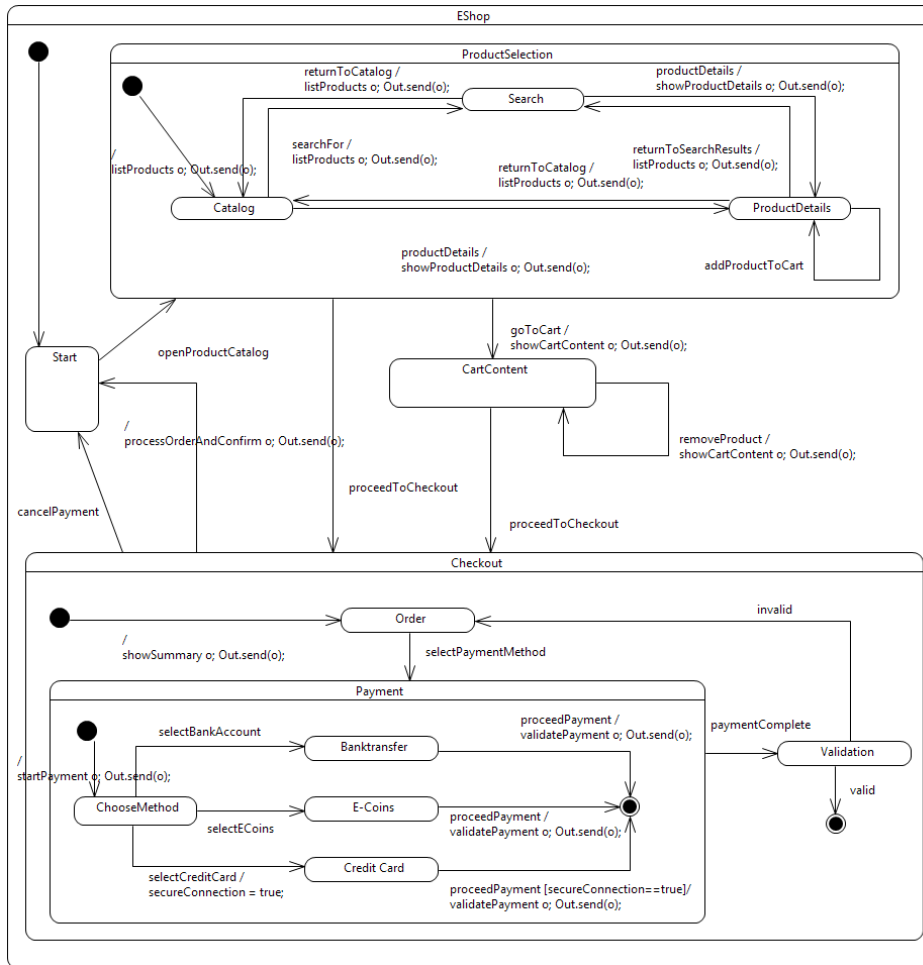 EShop
ProductSelection
returnToCatalog /
listProducts o; Out.send(o);
productDetails /
showProductDetails o; Out.send(o);
Search
searchFor /
listProducts o; Out.send(o);
returnToCatalog /
listProducts o; Out.send(o);
returnToSearchResults /
listProducts o; Out.send(o);
/
listProducts o; Out.send(o);
Catalog
ProductDetails
productDetails /
showProductDetails o; Out.send(o);
addProductToCart
goToCart /
showCartContent o; Out.send(o);
Start
openProductCatalog
CartContent
/
processOrderAndConfirm o; Out.send(o);
removeProduct /
showCartContent o; Out.send(o);
proceedToCheckout
cancelPayment
proceedToCheckout
Checkout
Order
invalid
/
showSummary o; Out.send(o);
selectPaymentMethod
Payment
selectBankAccount
proceedPayment /
validatePayment o; Out.send(o);
paymentComplete
Banktransfer
Validation
/
startPayment o; Out.send(o);
ChooseMethod
E-Coins
valid
selectECoins
proceedPayment /
validatePayment o; Out.send(o);
Credit Card
selectCreditCard /
secureConnection = true;
proceedPayment [secureConnection==true]/
validatePayment o; Out.send(o);